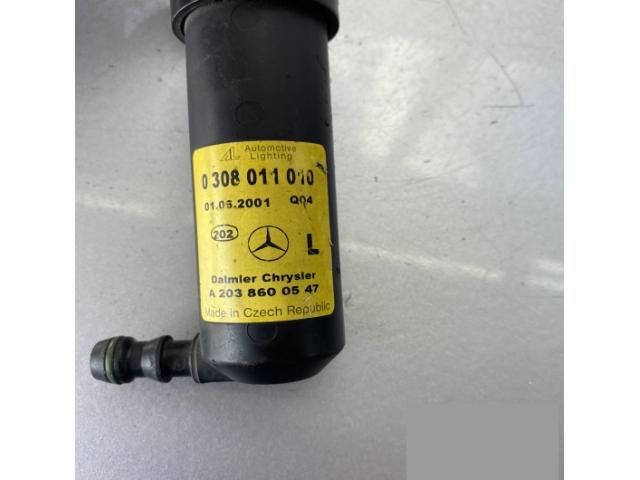 AL Automotive
Lighting
0 308 011 010
01.06.2001 Q04
202 L
Daimler Chrysler
A 203 860 05 47
Made in Czech Republic